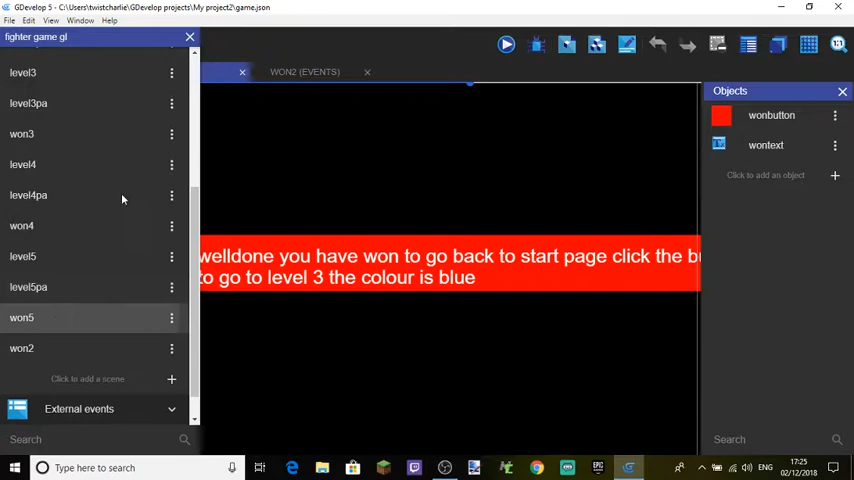 GDevelop 5 - C:\Users\twistcharlie\GDevelop projects\My project2\game.json
File Edit View Window Help
fighter game gl
WON2 (EVENTS)
Objects
level3
level3pa
won3
level4
level4pa
won4
level5
level5pa
won5
won2
Click to add a scene
External events
Search
welldone you have won to go back to start page click the bu
to go to level 3 the colour is blue
wonbutton
wontext
Click to add an object
Search
Type here to search
EPIC
ENG
17:25
02/12/2018